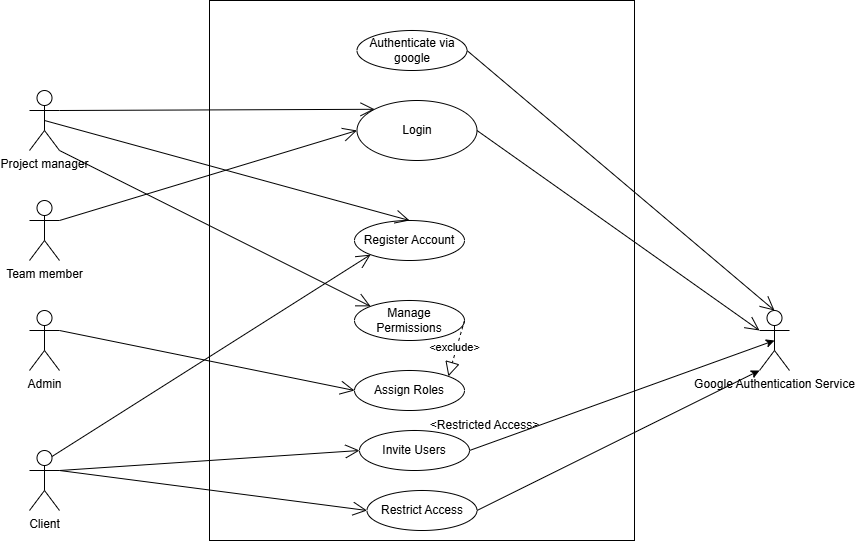 Authenticate via
google
Login
Project manager
Register Account
Team member
Manage
Permissions
<exclude>
Admin
Assign Roles
Google Authentication Service
<Restricted Access>
Invite Users
Restrict Access
Client